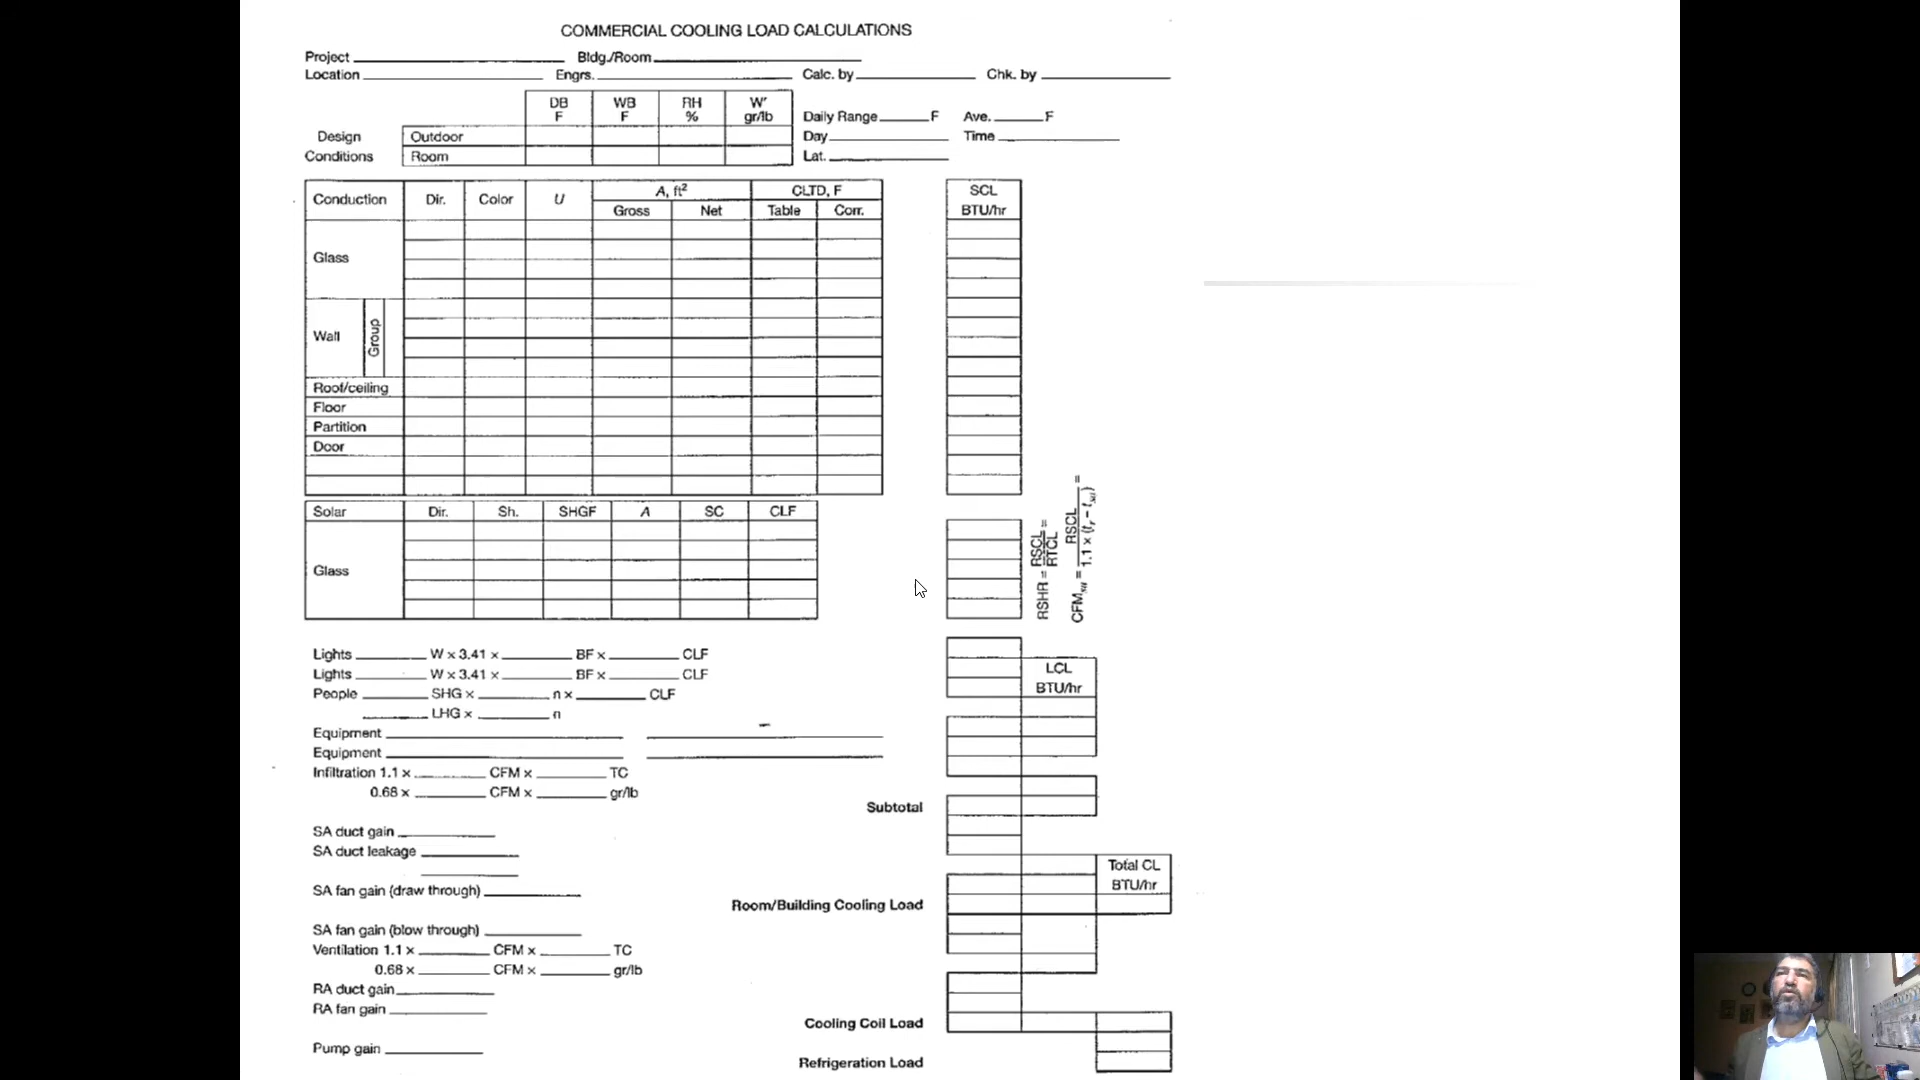 COMMERCIAL COOLING LOAD CALCULATIONS
Project Bldg./Room
Location Engrs. Calc. by Chk. by
DB WB RH W'
F F % gr/lb
Daily Range F Ave. F
Design Outdoor Day Time
Conditions Room Lat.
Conduction Dir. Color U A, ft² CLTD, F
Gross Net Table Corr.
SCL
BTU/hr
Glass
Wall Group
Roof/ceiling
Floor
Partition
Door
Solar Dir. Sh. SHGF A SC CLF
Glass
RSHR = RSCL / RTCL =
CFMsa = RSCL / 1.1 × (tr − tsa) =
Lights W x 3.41 x BF x CLF
Lights W x 3.41 x BF x CLF
People SHG x n x CLF
LHG x n
LCL
BTU/hr
Equipment
Equipment
Infiltration 1.1 x CFM x TC
0.68 x CFM x gr/lb
Subtotal
SA duct gain
SA duct leakage
Total CL
BTU/hr
SA fan gain (draw through)
Room/Building Cooling Load
SA fan gain (blow through)
Ventilation 1.1 x CFM x TC
0.68 x CFM x gr/lb
RA duct gain
RA fan gain
Cooling Coil Load
Pump gain
Refrigeration Load